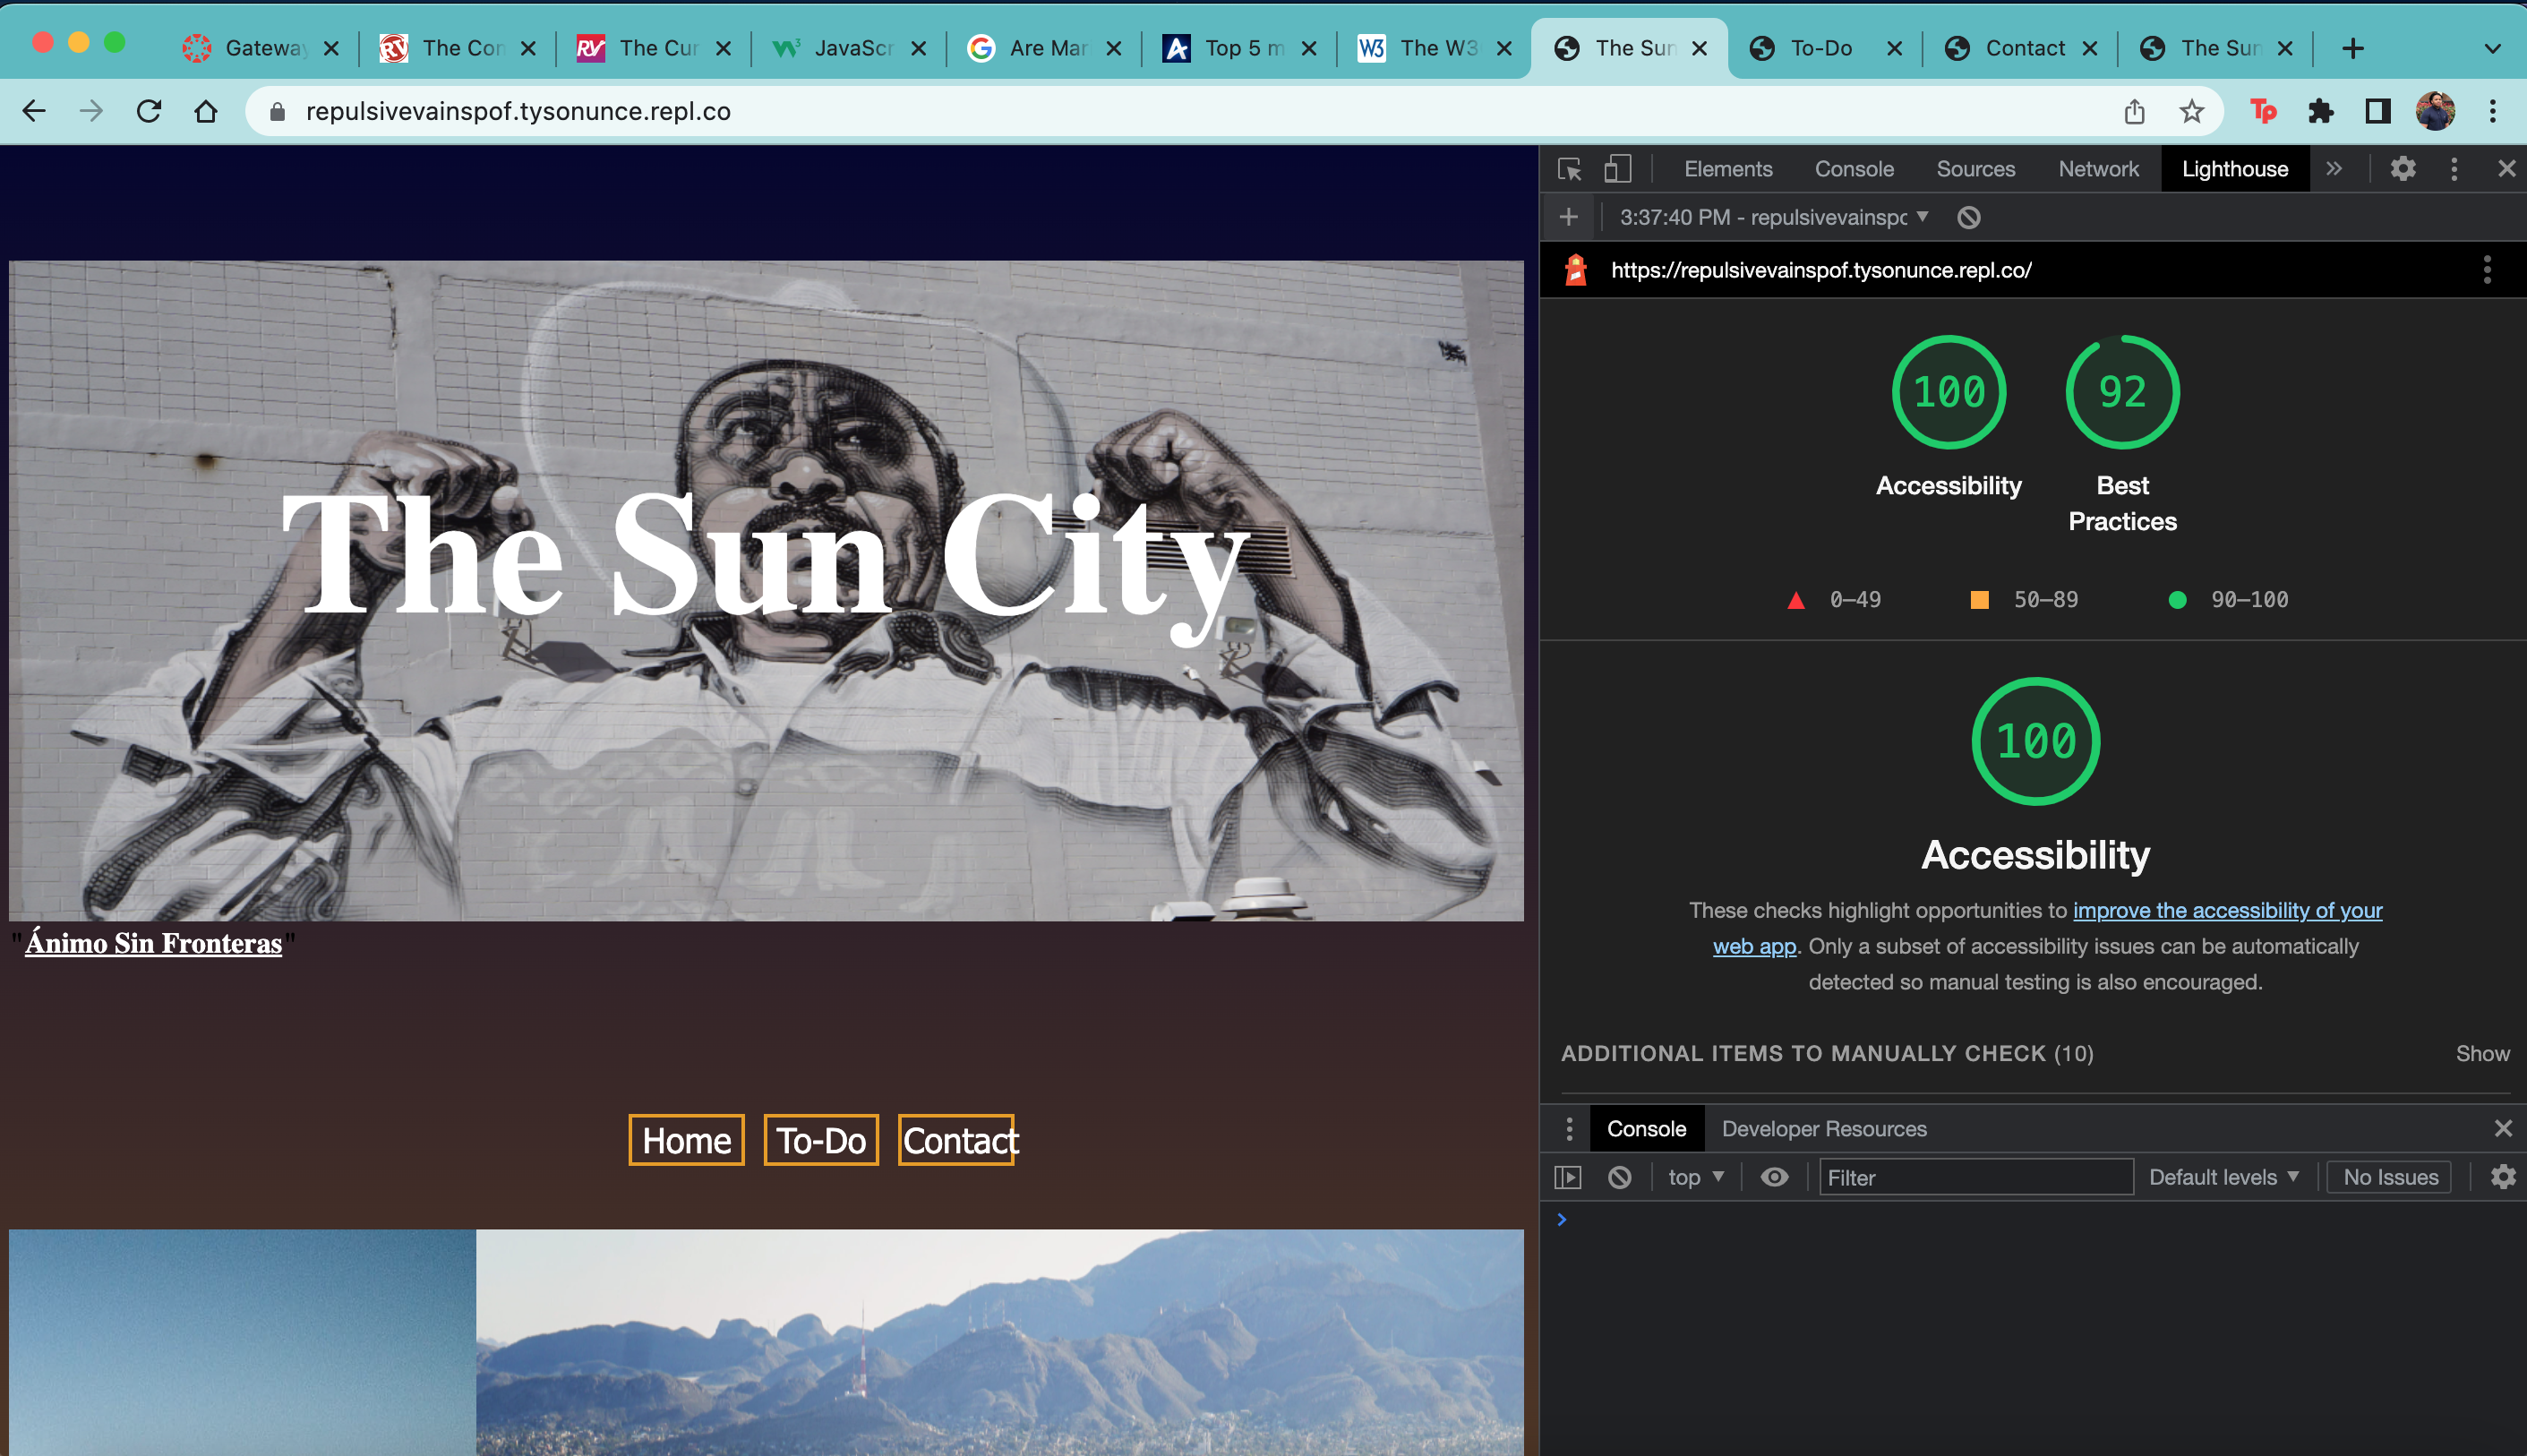 Gateway
The Con
The Cur
JavaScr
Are Mar
Top 5 m
The W3
The Sun
To-Do
Contact
The Sun
repulsivevainspof.tysonunce.repl.co
The Sun City
"Ánimo Sin Fronteras"
Home To-Do Contact
Elements Console Sources Network Lighthouse
3:37:40 PM - repulsivevainspo
https://repulsivevainspof.tysonunce.repl.co/
100 92
Accessibility Best
Practices
0–49 50–89 90–100
100
Accessibility
These checks highlight opportunities to improve the accessibility of your
web app. Only a subset of accessibility issues can be automatically
detected so manual testing is also encouraged.
ADDITIONAL ITEMS TO MANUALLY CHECK (10) Show
Console Developer Resources
top Filter Default levels No Issues